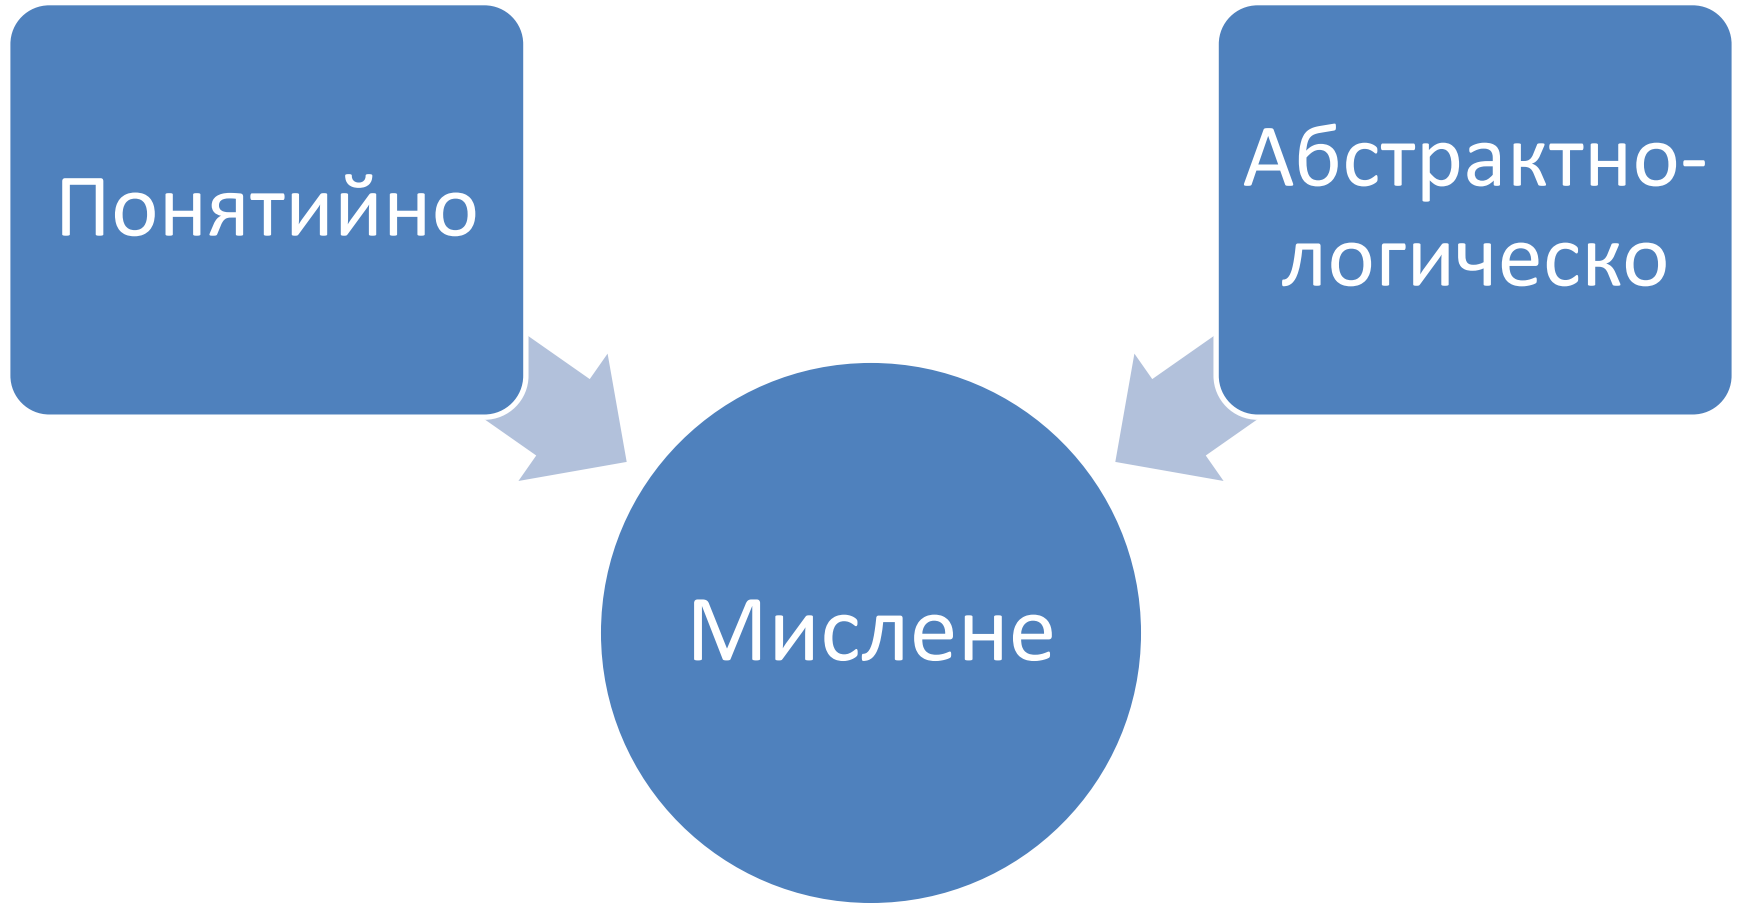 Понятийно
Абстрактно-
логическо
Мислене